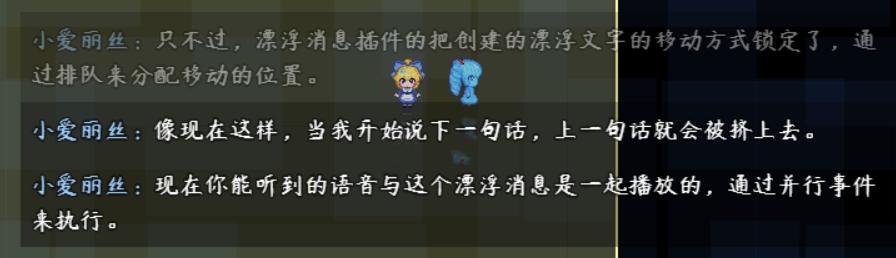 小爱丽丝：只不过，漂浮消息插件的把创建的漂浮文字的移动方式锁定了，通
过排队来分配移动的位置。
小爱丽丝：像现在这样，当我开始说下一句话，上一句话就会被挤上去。
小爱丽丝：现在你能听到的语音与这个漂浮消息是一起播放的，通过并行事件
来执行。